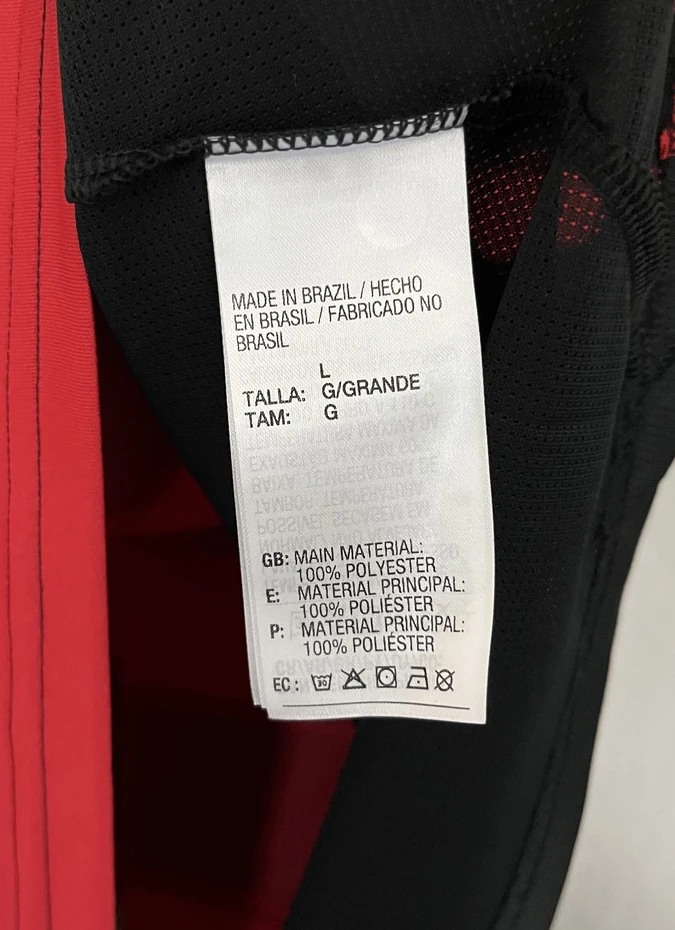 MADE IN BRAZIL / HECHO
EN BRASIL / FABRICADO NO
BRASIL
L
TALLA: G/GRANDE
TAM: G
GB: MAIN MATERIAL:
100% POLYESTER
E: MATERIAL PRINCIPAL:
100% POLIÉSTER
P: MATERIAL PRINCIPAL:
100% POLIÉSTER
EC: 30